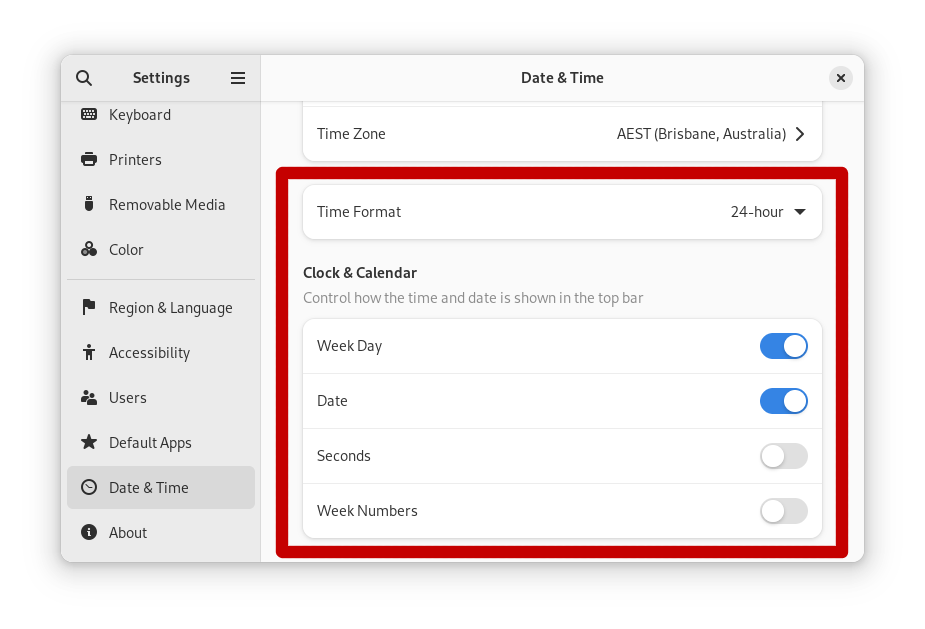 Settings
Date & Time
Keyboard
Printers
Removable Media
Color
Region & Language
Accessibility
Users
Default Apps
Date & Time
About
Time Zone AEST (Brisbane, Australia)
Time Format 24-hour
Clock & Calendar
Control how the time and date is shown in the top bar
Week Day
Date
Seconds
Week Numbers